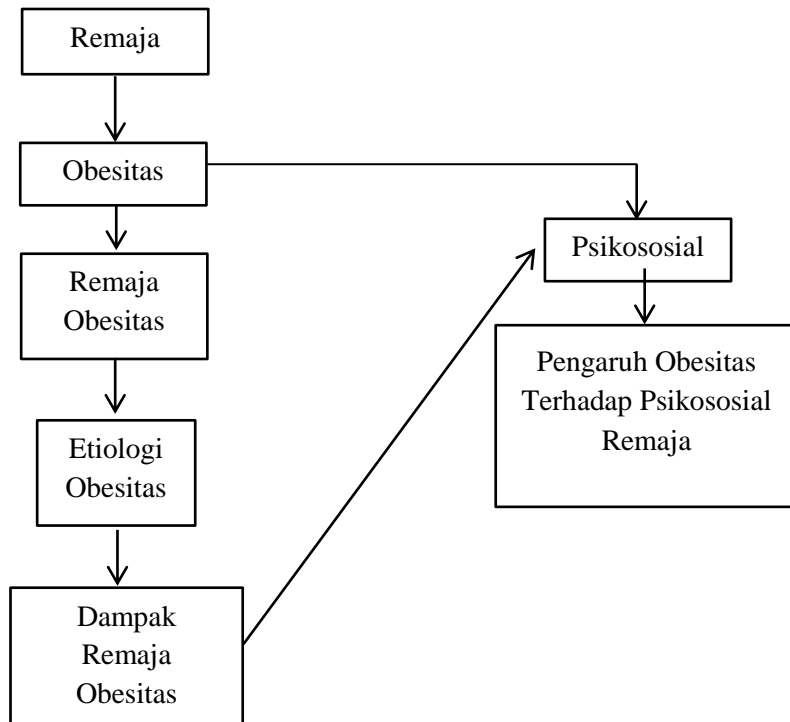 Remaja
Obesitas
Remaja
Obesitas
Etiologi
Obesitas
Dampak
Remaja
Obesitas
Psikososial
Pengaruh Obesitas
Terhadap Psikososial
Remaja